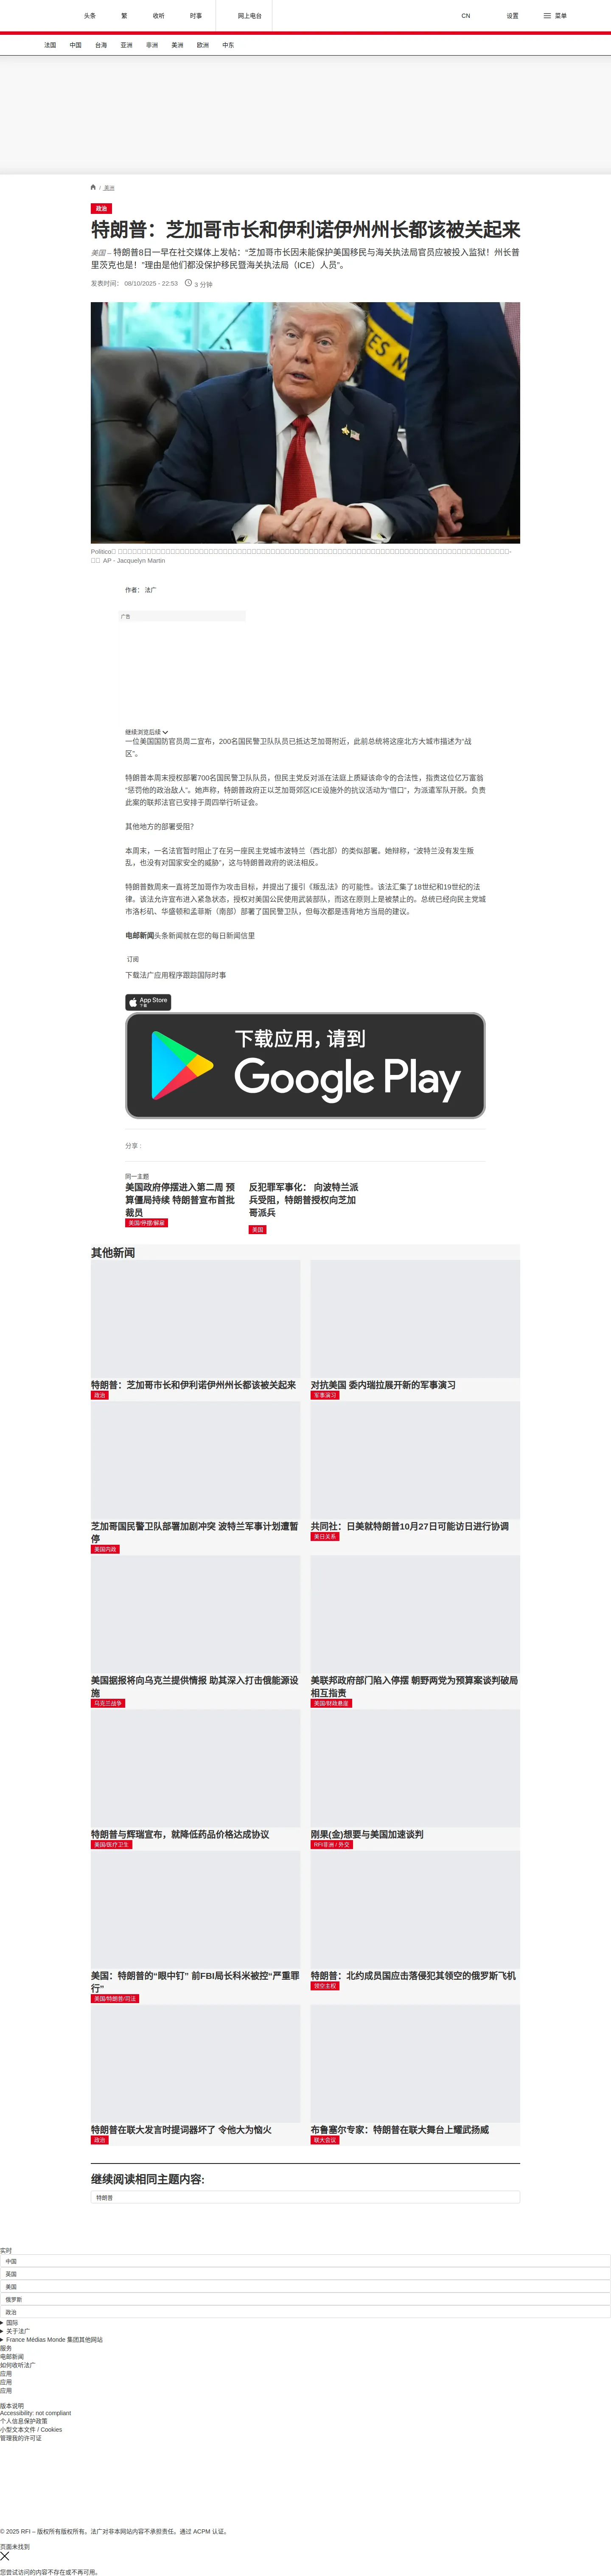 头条
繁
收听
时事
网上电台
CN
设置
菜单
法国
中国
台海
亚洲
非洲
美洲
欧洲
中东
/ 美洲
政治
特朗普：芝加哥市长和伊利诺伊州州长都该被关起来
美国 – 特朗普8日一早在社交媒体上发帖：“芝加哥市长因未能保护美国移民与海关执法局官员应被投入监狱！州长普
里茨克也是！”理由是他们都没保护移民暨海关执法局（ICE）人员”。
发表时间： 08/10/2025 - 22:53
3 分钟
Politico
AP - Jacquelyn Martin
作者： 法广
广告
继续浏览后续
一位美国国防官员周二宣布，200名国民警卫队队员已抵达芝加哥附近，此前总统将这座北方大城市描述为“战
区”。
特朗普本周末授权部署700名国民警卫队队员，但民主党反对派在法庭上质疑该命令的合法性，指责这位亿万富翁
“惩罚他的政治敌人”。她声称，特朗普政府正以芝加哥郊区ICE设施外的抗议活动为“借口”，为派遣军队开脱。负责
此案的联邦法官已安排于周四举行听证会。
其他地方的部署受阻？
本周末，一名法官暂时阻止了在另一座民主党城市波特兰（西北部）的类似部署。她辩称，“波特兰没有发生叛
乱，也没有对国家安全的威胁”，这与特朗普政府的说法相反。
特朗普数周来一直将芝加哥作为攻击目标，并提出了援引《叛乱法》的可能性。该法汇集了18世纪和19世纪的法
律。该法允许宣布进入紧急状态，授权对美国公民使用武装部队，而这在原则上是被禁止的。总统已经向民主党城
市洛杉矶、华盛顿和孟菲斯（南部）部署了国民警卫队，但每次都是违背地方当局的建议。
电邮新闻头条新闻就在您的每日新闻信里
订阅
下载法广应用程序跟踪国际时事
App Store
下载
下载应用，请到
Google Play
分享 :
同一主题
美国政府停摆进入第二周 预
算僵局持续 特朗普宣布首批
裁员
美国/停摆/解雇
反犯罪军事化： 向波特兰派
兵受阻，特朗普授权向芝加
哥派兵
美国
其他新闻
特朗普：芝加哥市长和伊利诺伊州州长都该被关起来
政治
对抗美国 委内瑞拉展开新的军事演习
军事演习
芝加哥国民警卫队部署加剧冲突 波特兰军事计划遭暂
停
美国内政
共同社：日美就特朗普10月27日可能访日进行协调
美日关系
美国据报将向乌克兰提供情报 助其深入打击俄能源设
施
乌克兰战争
美联邦政府部门陷入停摆 朝野两党为预算案谈判破局
相互指责
美国/财政悬崖
特朗普与辉瑞宣布，就降低药品价格达成协议
美国/医疗卫生
刚果(金)想要与美国加速谈判
RFI非洲 / 外交
美国：特朗普的“眼中钉” 前FBI局长科米被控“严重罪
行”
美国/特朗普/司法
特朗普：北约成员国应击落侵犯其领空的俄罗斯飞机
领空主权
特朗普在联大发言时提词器坏了 令他大为恼火
政治
布鲁塞尔专家：特朗普在联大舞台上耀武扬威
联大会议
继续阅读相同主题内容:
特朗普
实时
中国
英国
美国
俄罗斯
政治
国际
关于法广
France Médias Monde 集团其他网站
服务
电邮新闻
如何收听法广
应用
应用
应用
版本说明
Accessibility: not compliant
个人信息保护政策
小型文本文件 / Cookies
管理我的许可证
© 2025 RFI – 版权所有版权所有。法广对非本网站内容不承担责任。通过 ACPM 认证。
页面未找到
您尝试访问的内容不存在或不再可用。